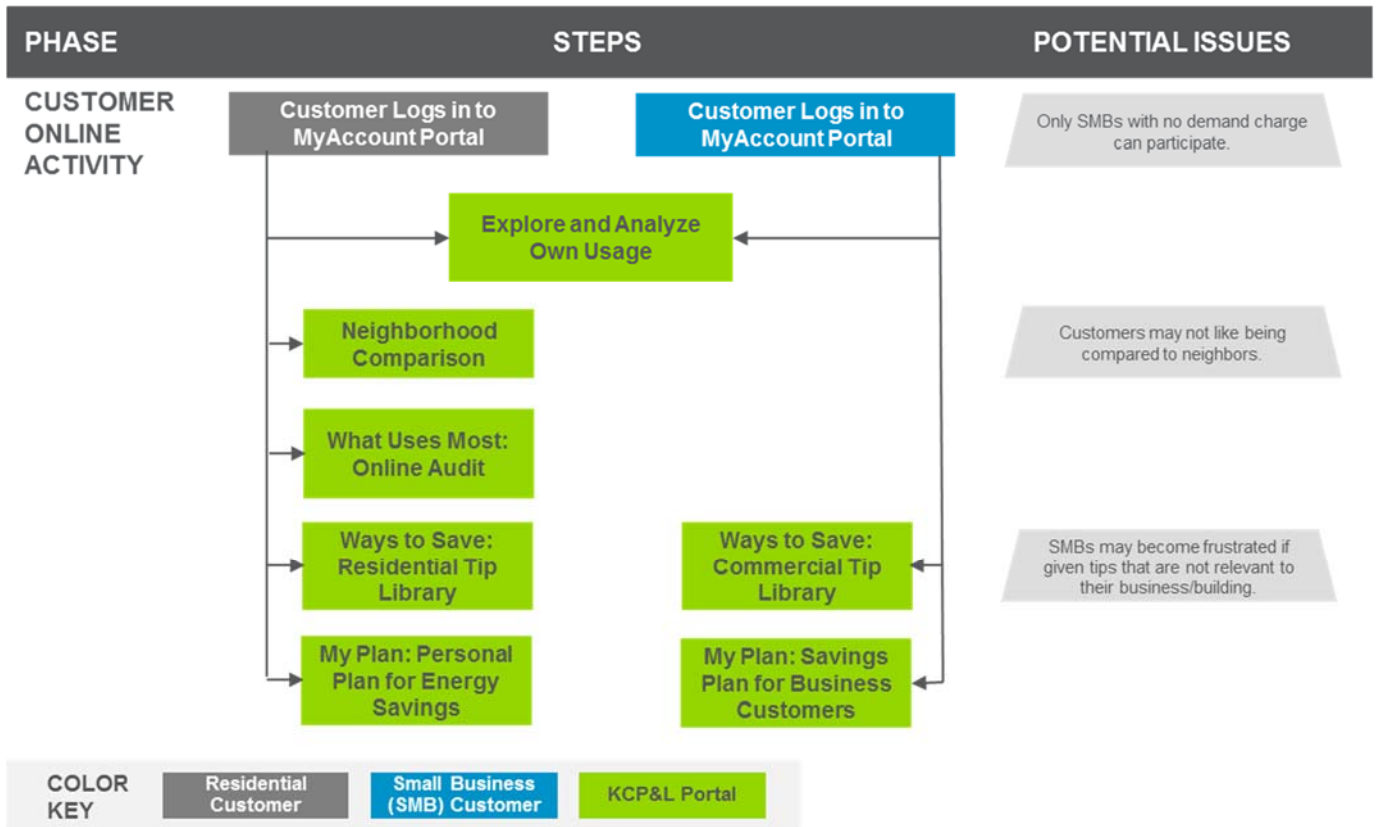 PHASE
STEPS
POTENTIAL ISSUES
CUSTOMER
ONLINE
ACTIVITY
Customer Logs in to
MyAccount Portal
Customer Logs in to
MyAccount Portal
Only SMBs with no demand charge
can participate.
Explore and Analyze
Own Usage
Neighborhood
Comparison
Customers may not like being
compared to neighbors.
What Uses Most:
Online Audit
Ways to Save:
Residential Tip
Library
Ways to Save:
Commercial Tip
Library
SMBs may become frustrated if
given tips that are not relevant to
their business/building.
My Plan: Personal
Plan for Energy
Savings
My Plan: Savings
Plan for Business
Customers
COLOR
KEY
Residential
Customer
Small Business
(SMB) Customer
KCP&L Portal